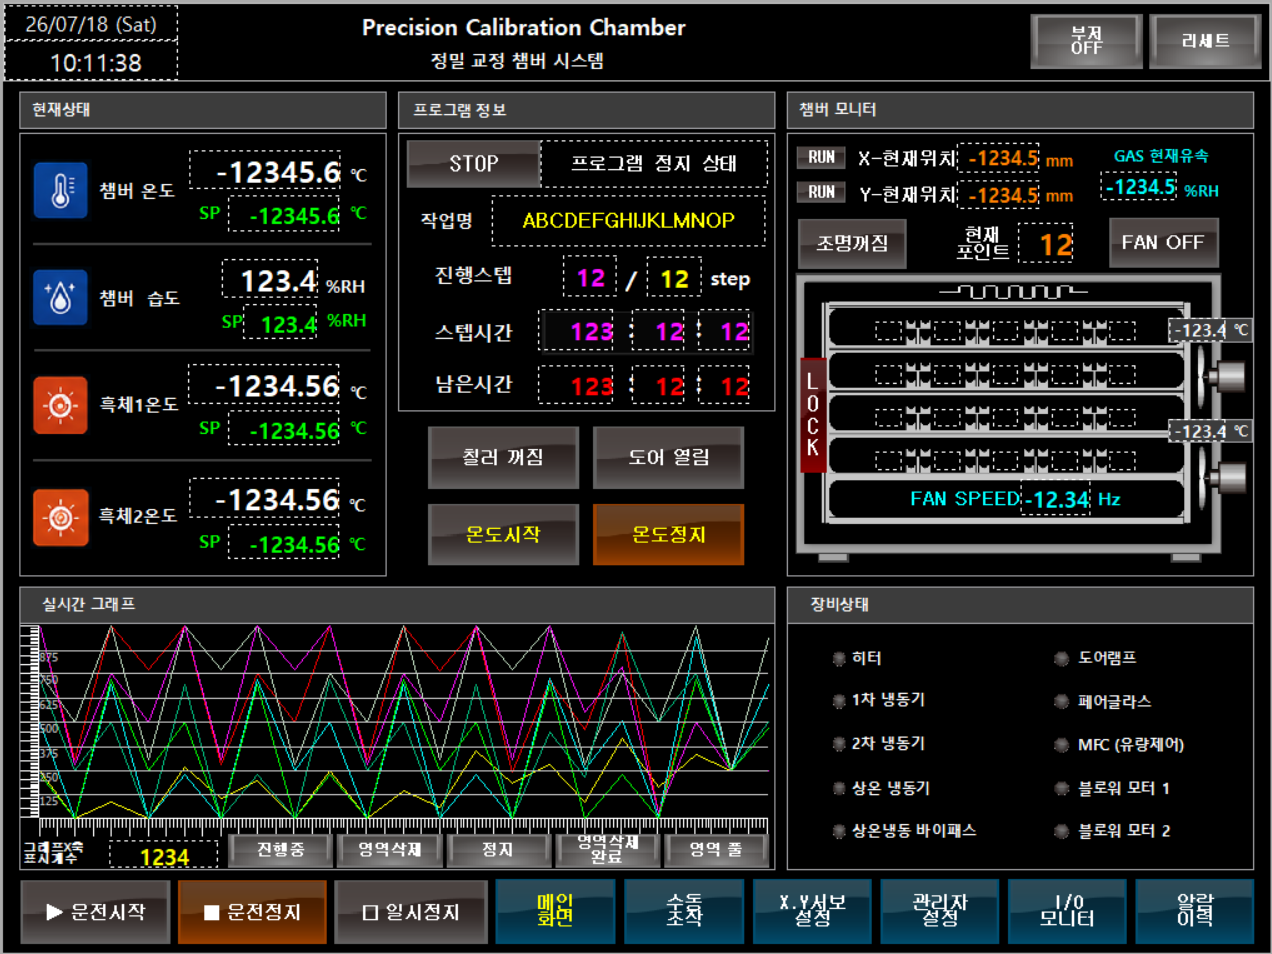 26/07/18 (Sat)
10:11:38
Precision Calibration Chamber
정밀 교정 챔버 시스템
부저
OFF
리세트
현재상태
챔버 온도
-12345.6 ℃
SP -12345.6 ℃
챔버 습도
123.4 %RH
SP 123.4 %RH
흑체1온도
-1234.56 ℃
SP -1234.56 ℃
흑체2온도
-1234.56 ℃
SP -1234.56 ℃
프로그램 정보
STOP
프로그램 정지 상태
작업명
ABCDEFGHIJKLMNOP
진행스텝 12 / 12 step
스텝시간 123 : 12 : 12
남은시간 123 : 12 : 12
칠러 꺼짐
도어 열림
온도시작
온도정지
챔버 모니터
RUN X-현재위치 -1234.5 mm
RUN Y-현재위치 -1234.5 mm
GAS 현재유속
-1234.5 %RH
조명꺼짐
현재
포인트
12
FAN OFF
LOCK
-123.4 ℃
-123.4 ℃
FAN SPEED -12.34 Hz
실시간 그래프
875
750
625
500
375
250
125
그래프X축
표시개수
1234
진행중
영역삭제
정지
영역삭제
완료
영역 풀
장비상태
히터
1차 냉동기
2차 냉동기
상온 냉동기
상온냉동 바이패스
도어램프
페어글라스
MFC (유량제어)
블로워 모터 1
블로워 모터 2
▶ 운전시작
■ 운전정지
□ 일시정지
메인
화면
수동
조작
X.Y서보
설정
관리자
설정
I/O
모니터
알람
이력